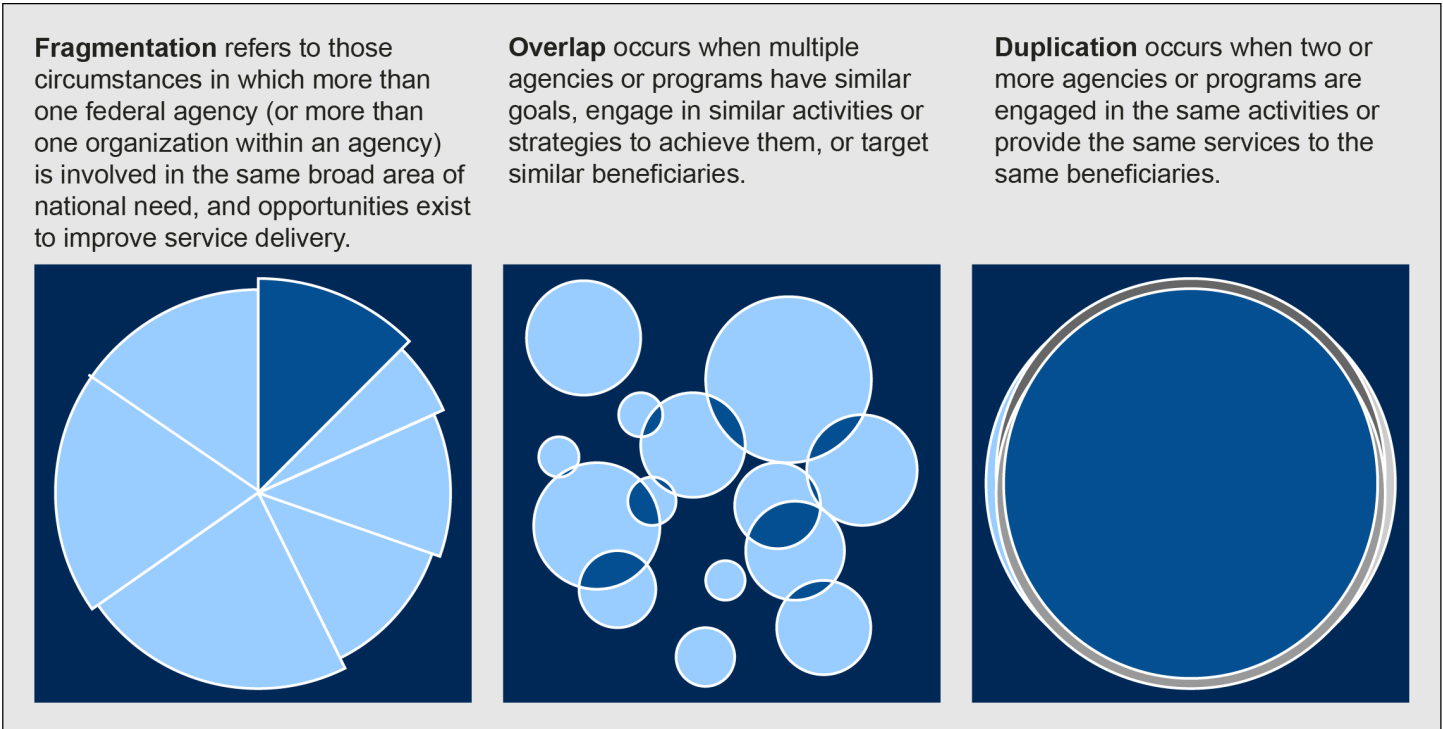 Fragmentation refers to those
circumstances in which more than
one federal agency (or more than
one organization within an agency)
is involved in the same broad area of
national need, and opportunities exist
to improve service delivery.
Overlap occurs when multiple
agencies or programs have similar
goals, engage in similar activities or
strategies to achieve them, or target
similar beneficiaries.
Duplication occurs when two or
more agencies or programs are
engaged in the same activities or
provide the same services to the
same beneficiaries.